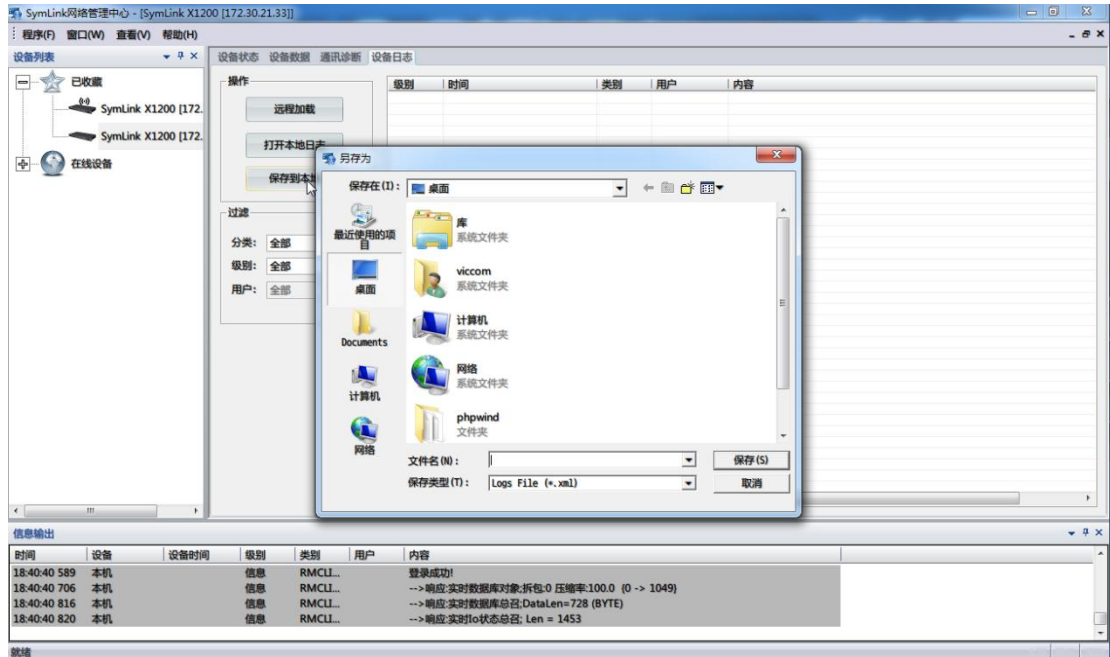 SymLink网络管理中心 - [SymLink X1200 [172.30.21.33]]
程序(F) 窗口(W) 查看(V) 帮助(H)
设备列表
已收藏
SymLink X1200 [172.
SymLink X1200 [172.
在线设备
设备状态 设备数据 通讯诊断 设备日志
操作
远程加载
打开本地日志
保存到本地
过滤
分类: 全部
级别: 全部
用户: 全部
级别 时间 类别 用户 内容
另存为
保存在(I): 桌面
最近使用的项目
桌面
Documents
计算机
网络
库
系统文件夹
viccom
系统文件夹
计算机
系统文件夹
网络
系统文件夹
phpwind
文件夹
文件名(N): 保存(S)
保存类型(T): Logs File (*.xml) 取消
信息输出
时间 设备 设备时间 级别 类别 用户 内容
18:40:40 589 本机 信息 RMCLI... 登录成功!
18:40:40 706 本机 信息 RMCLI... -->响应:实时数据库对象;拆包:0 压缩率:100.0 {0 -> 1049}
18:40:40 816 本机 信息 RMCLI... -->响应:实时数据库总召;DataLen=728 (BYTE)
18:40:40 820 本机 信息 RMCLI... -->响应:实时Io状态总召; Len = 1453
就绪